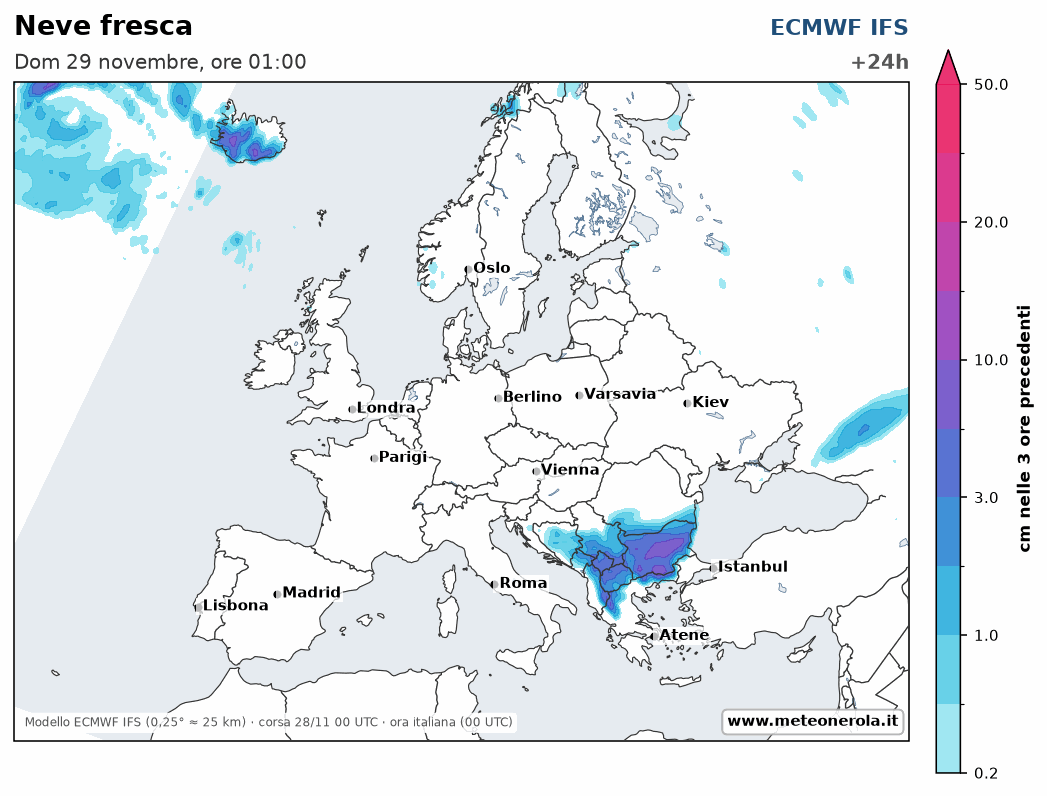 Neve fresca
ECMWF IFS
Dom 29 novembre, ore 01:00
+24h
50.0
20.0
10.0
3.0
1.0
0.2
cm nelle 3 ore precedenti
Oslo
Berlino
Varsavia
Kiev
Londra
Parigi
Vienna
Istanbul
Roma
Madrid
Lisbona
Atene
Modello ECMWF IFS (0,25° ≈ 25 km) · corsa 28/11 00 UTC · ora italiana (00 UTC)
www.meteonerola.it